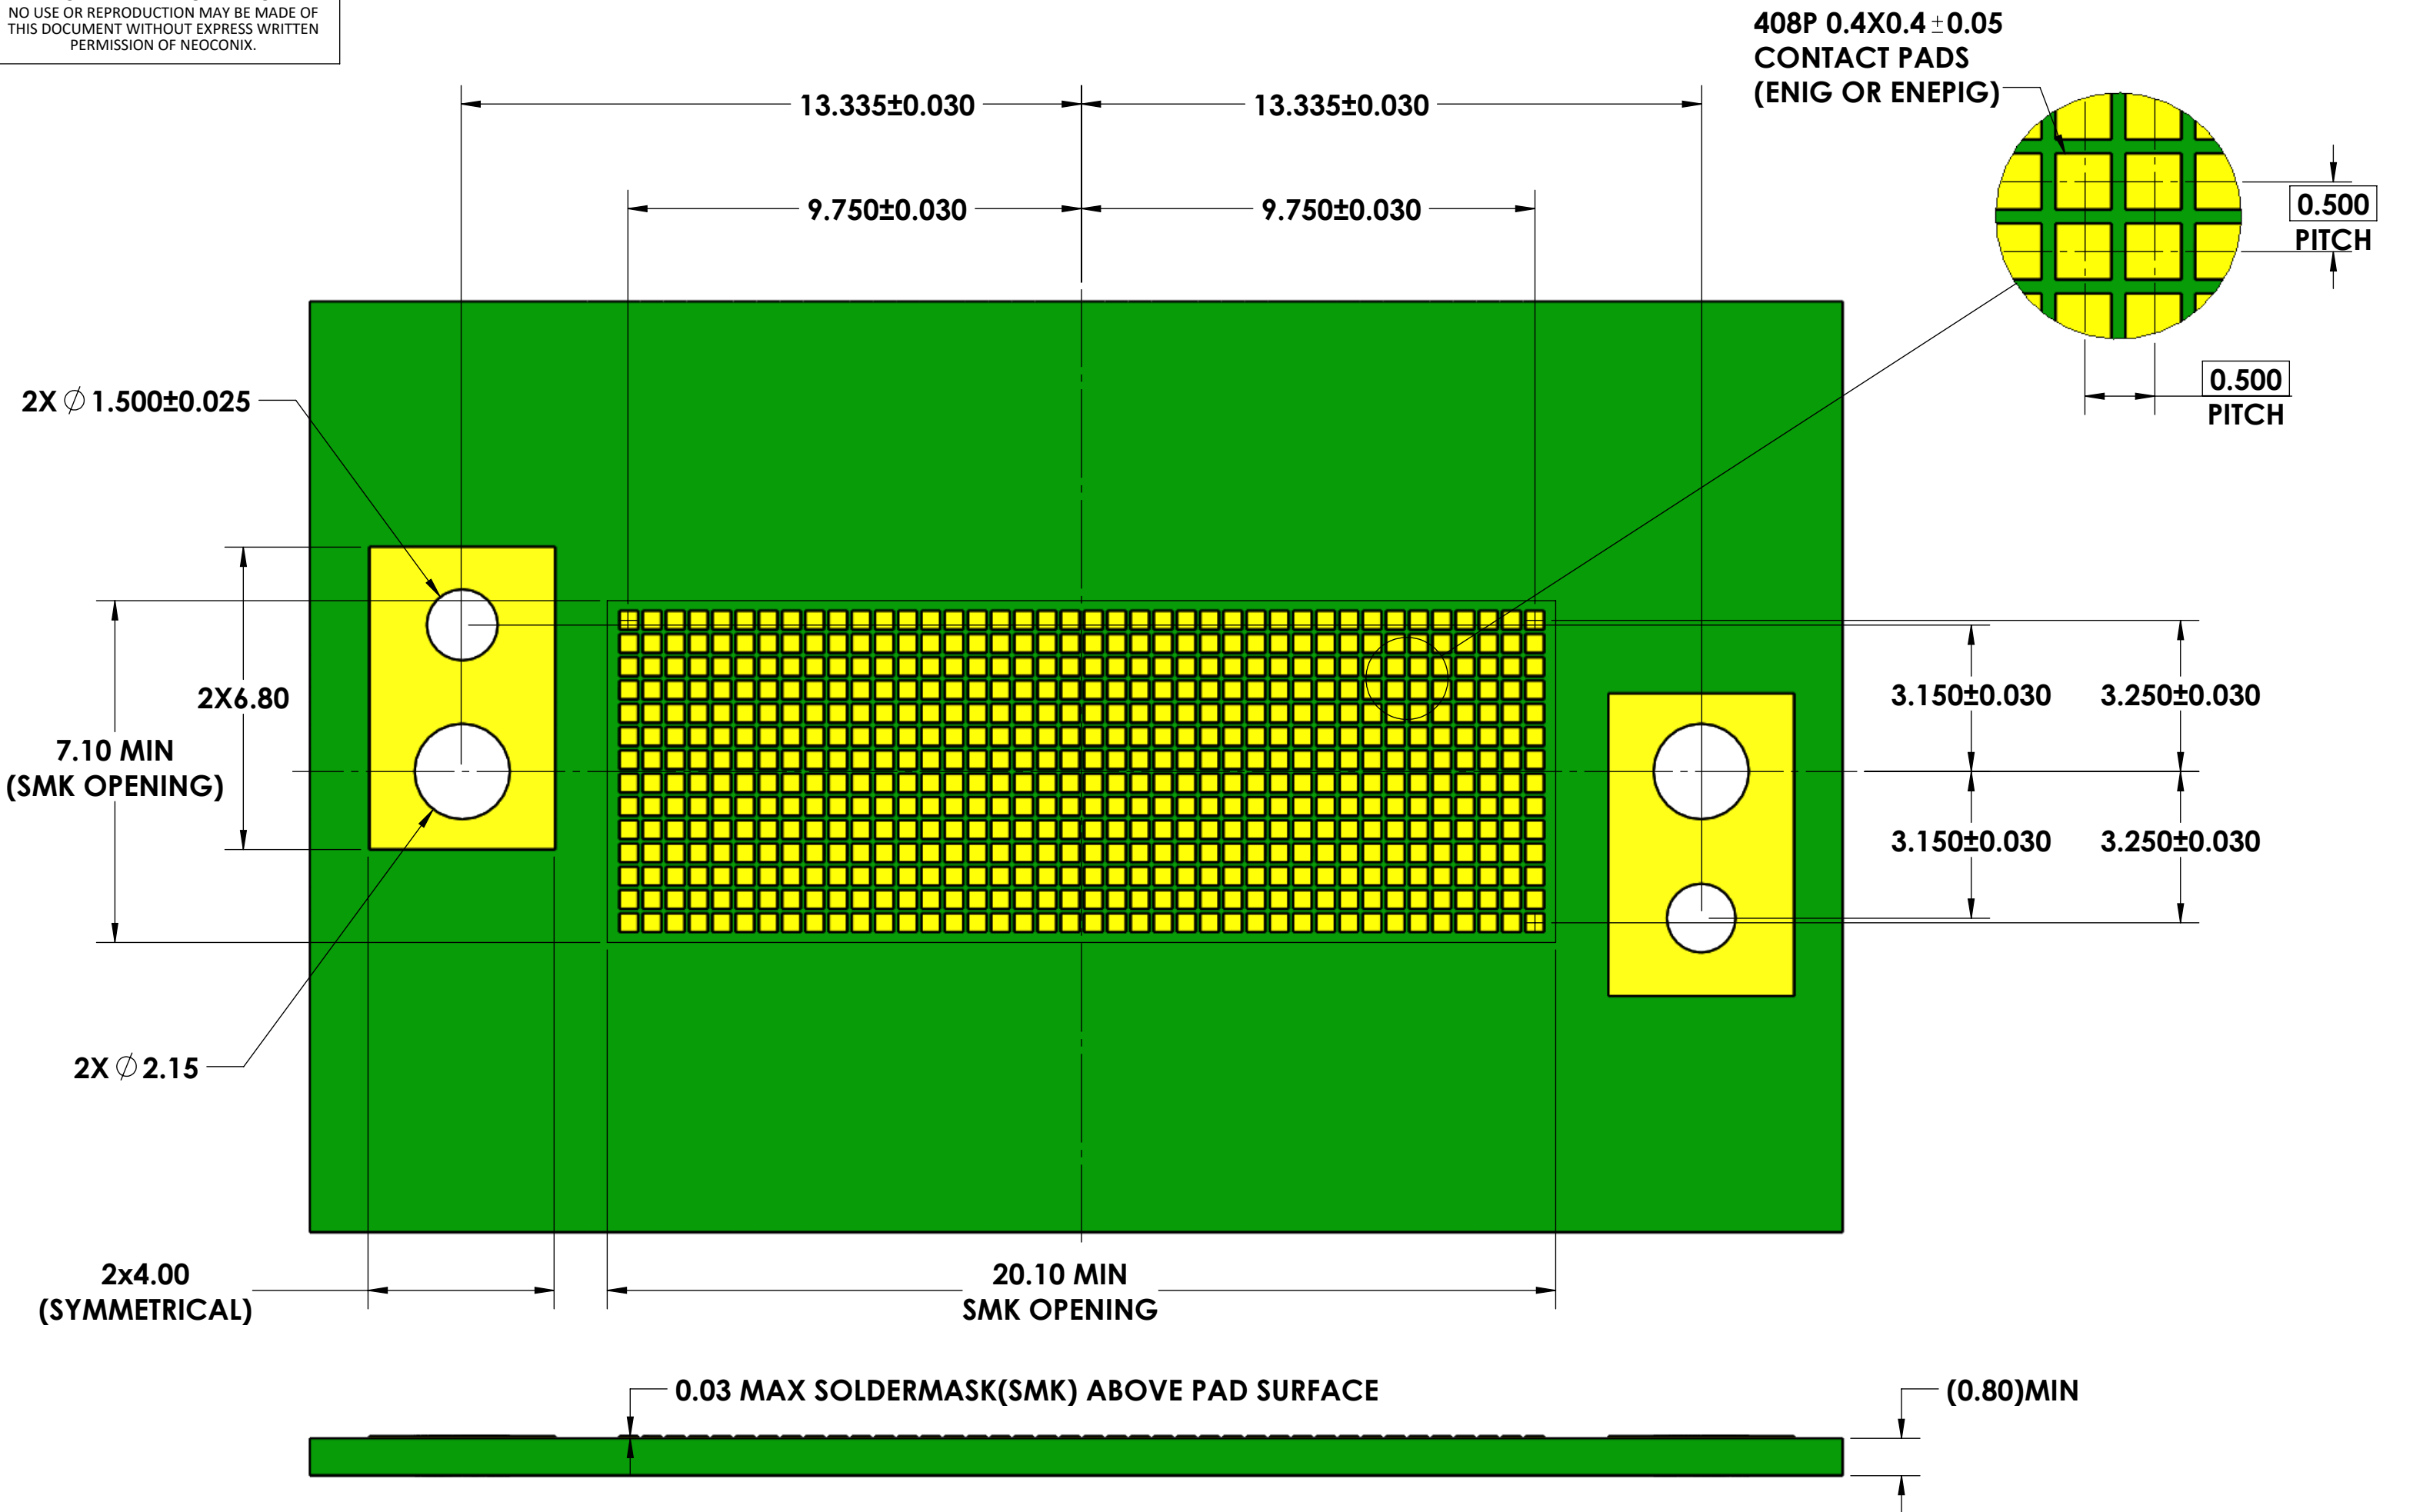 NO USE OR REPRODUCTION MAY BE MADE OF
THIS DOCUMENT WITHOUT EXPRESS WRITTEN
PERMISSION OF NEOCONIX.
408P 0.4X0.4 ±0.05
CONTACT PADS
(ENIG OR ENEPIG)
13.335±0.030
13.335±0.030
9.750±0.030
9.750±0.030
0.500
PITCH
0.500
PITCH
2X ∅ 1.500±0.025
2X6.80
7.10 MIN
(SMK OPENING)
3.150±0.030
3.250±0.030
3.150±0.030
3.250±0.030
2X ∅ 2.15
2x4.00
(SYMMETRICAL)
20.10 MIN
SMK OPENING
0.03 MAX SOLDERMASK(SMK) ABOVE PAD SURFACE
(0.80)MIN